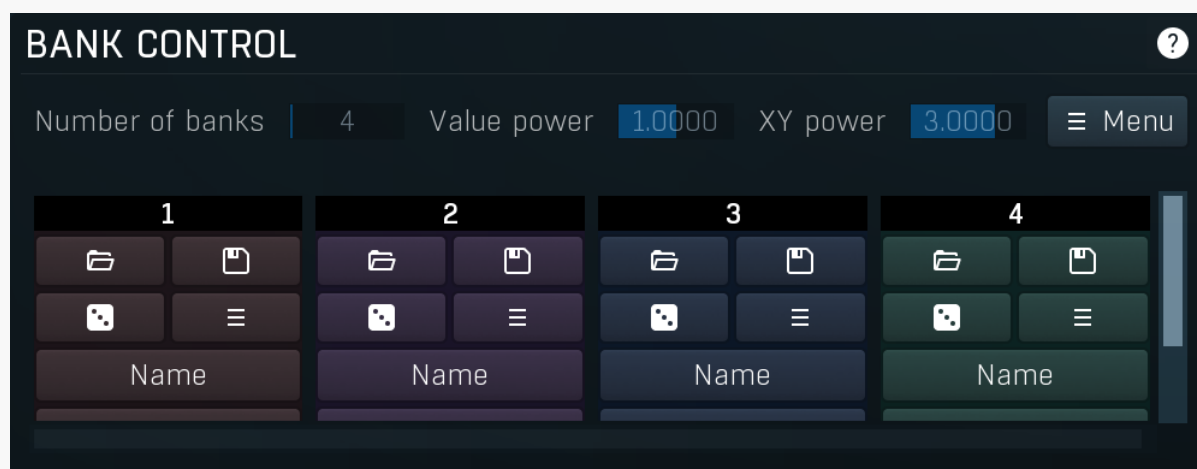 BANK CONTROL ?
Number of banks 4 Value power 1.0000 XY power 3.0000 Menu
1 2 3 4
Name Name Name Name